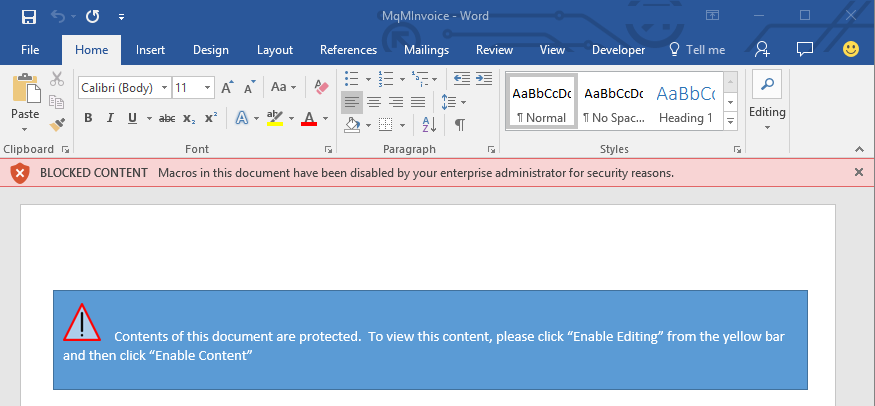 MqMInvoice - Word
File Home Insert Design Layout References Mailings Review View Developer Tell me
Paste
Calibri (Body) 11 Aa
B I U abc x₂ x² A ab A
AaBbCcDc AaBbCcDc AaBbCc
¶ Normal ¶ No Spac... Heading 1
Editing
Clipboard Font Paragraph Styles
BLOCKED CONTENT Macros in this document have been disabled by your enterprise administrator for security reasons.
Contents of this document are protected. To view this content, please click “Enable Editing” from the yellow bar
and then click “Enable Content”